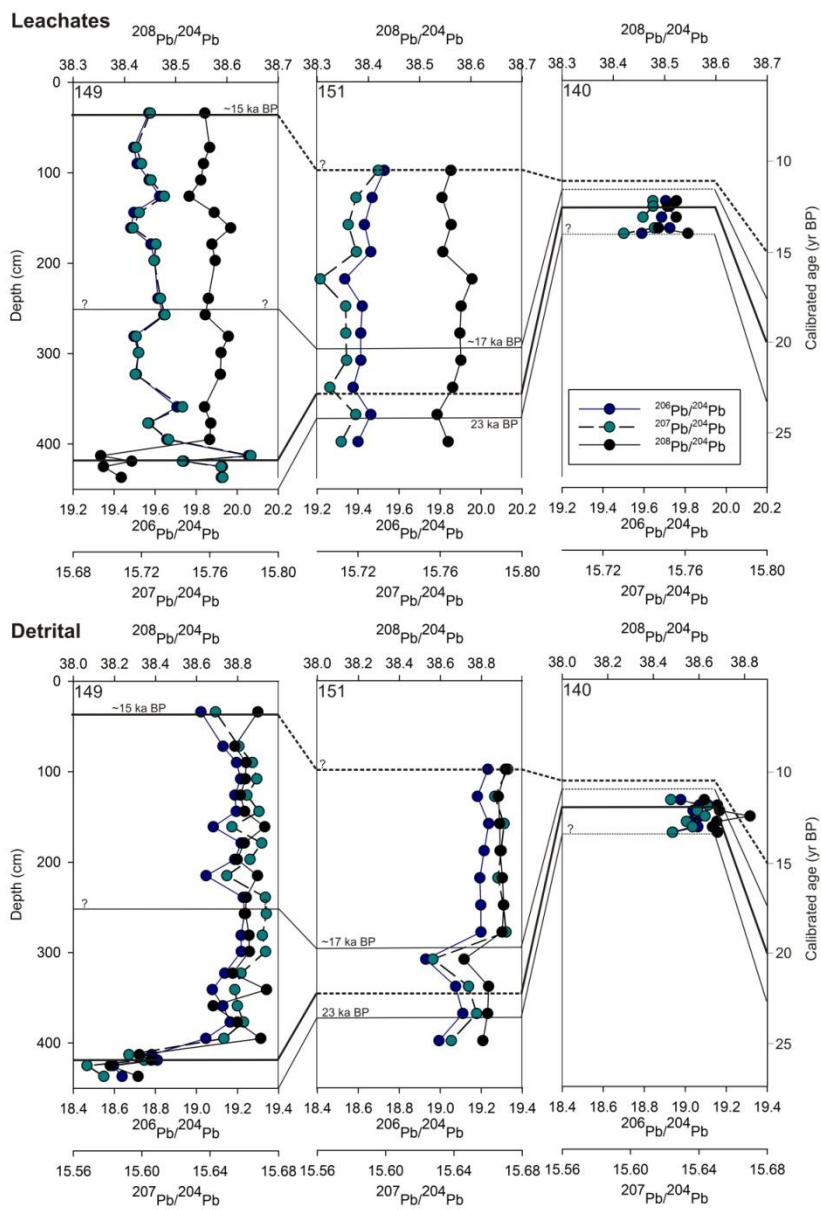 Leachates
208Pb/204Pb 208Pb/204Pb 208Pb/204Pb
38.3 38.4 38.5 38.6 38.7 38.3 38.4 38.5 38.6 38.3 38.4 38.5 38.6 38.7
0 149 151 140
~15 ka BP
?
10
100
?
15
200
? ?
~17 ka BP
20
300
23 ka BP
400
25
Depth (cm)
Calibrated age (yr BP)
206Pb/204Pb
207Pb/204Pb
208Pb/204Pb
19.2 19.4 19.6 19.8 20.0 20.2 19.4 19.6 19.8 20.0 19.2 19.4 19.6 19.8 20.0 20.2
206Pb/204Pb 206Pb/204Pb 206Pb/204Pb
15.68 15.72 15.76 15.80 15.72 15.76 15.80 15.72 15.76 15.80
207Pb/204Pb 207Pb/204Pb 207Pb/204Pb
Detrital
208Pb/204Pb 208Pb/204Pb 208Pb/204Pb
38.0 38.2 38.4 38.6 38.8 38.0 38.2 38.4 38.6 38.8 38.0 38.2 38.4 38.6 38.8
0 149 151 140
~15 ka BP
?
10
100
?
15
200
?
~17 ka BP
20
300
23 ka BP
400
25
Depth (cm)
Calibrated age (yr BP)
18.4 18.6 18.8 19.0 19.2 19.4 18.4 18.6 18.8 19.0 19.2 19.4 18.4 18.6 18.8 19.0 19.2 19.4
206Pb/204Pb 206Pb/204Pb 206Pb/204Pb
15.56 15.60 15.64 15.68 15.60 15.64 15.68 15.56 15.60 15.64 15.68
207Pb/204Pb 207Pb/204Pb 207Pb/204Pb